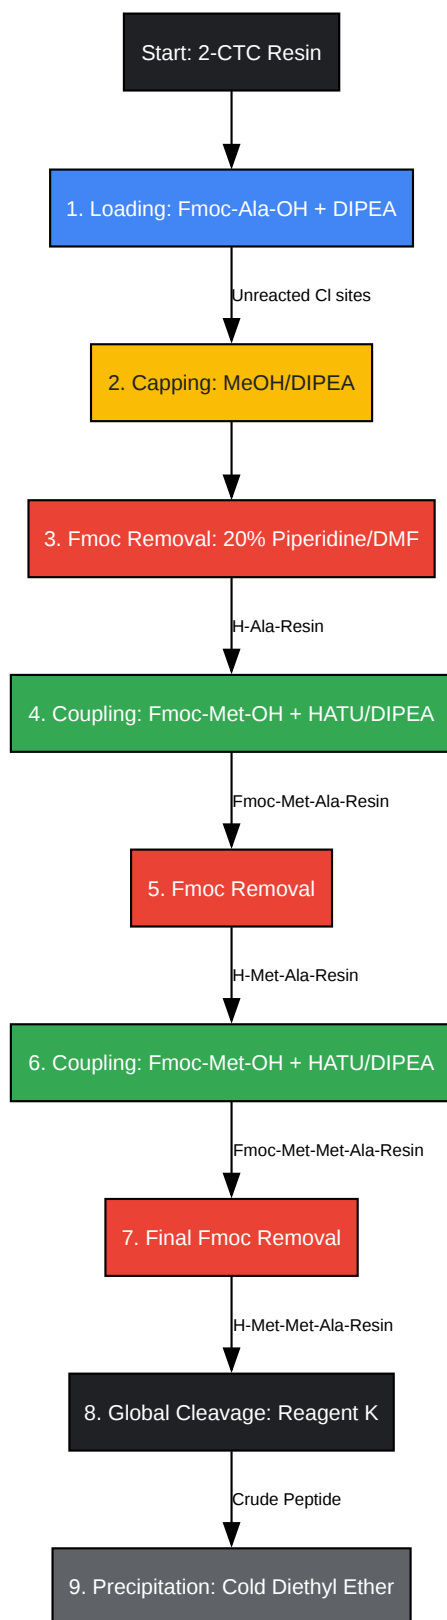 Start: 2-CTC Resin
1. Loading: Fmoc-Ala-OH + DIPEA
Unreacted Cl sites
2. Capping: MeOH/DIPEA
3. Fmoc Removal: 20% Piperidine/DMF
H-Ala-Resin
4. Coupling: Fmoc-Met-OH + HATU/DIPEA
Fmoc-Met-Ala-Resin
5. Fmoc Removal
H-Met-Ala-Resin
6. Coupling: Fmoc-Met-OH + HATU/DIPEA
Fmoc-Met-Met-Ala-Resin
7. Final Fmoc Removal
H-Met-Met-Ala-Resin
8. Global Cleavage: Reagent K
Crude Peptide
9. Precipitation: Cold Diethyl Ether